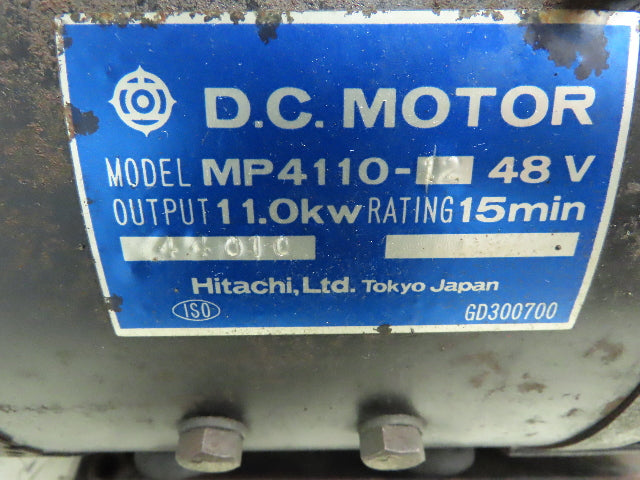 D.C. MOTOR
MODEL MP4110- 48 V
OUTPUT 11.0kw RATING 15min
Hitachi, Ltd. Tokyo Japan
ISO GD300700